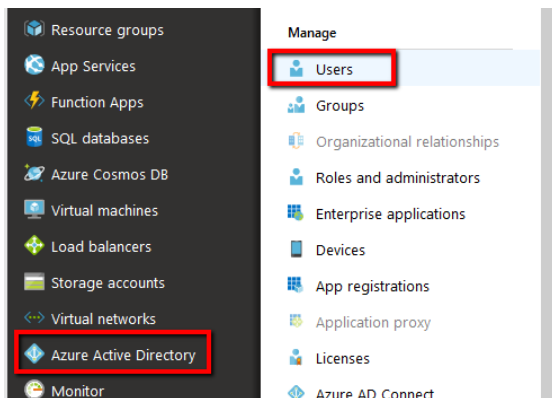 Resource groups
App Services
Function Apps
SQL databases
Azure Cosmos DB
Virtual machines
Load balancers
Storage accounts
Virtual networks
Azure Active Directory
Monitor
Manage
Users
Groups
Organizational relationships
Roles and administrators
Enterprise applications
Devices
App registrations
Application proxy
Licenses
Azure AD Connect